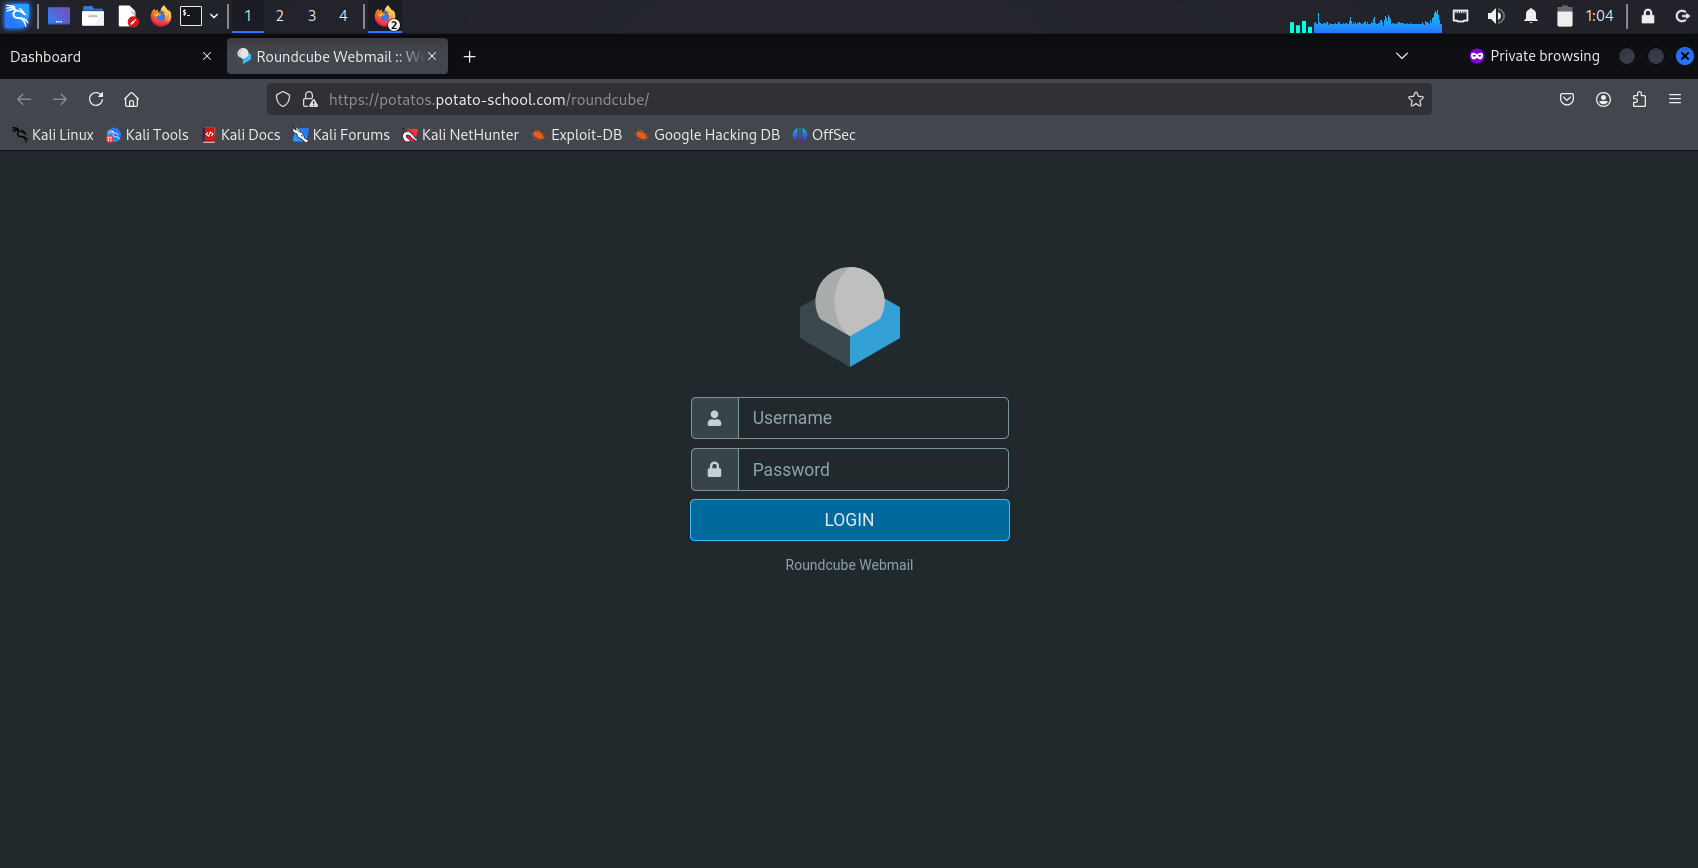 1 2 3 4 2 1:04
Dashboard Roundcube Webmail :: We Private browsing
https://potatos.potato-school.com/roundcube/
Kali Linux Kali Tools Kali Docs Kali Forums Kali NetHunter Exploit-DB Google Hacking DB OffSec
Username
Password
LOGIN
Roundcube Webmail